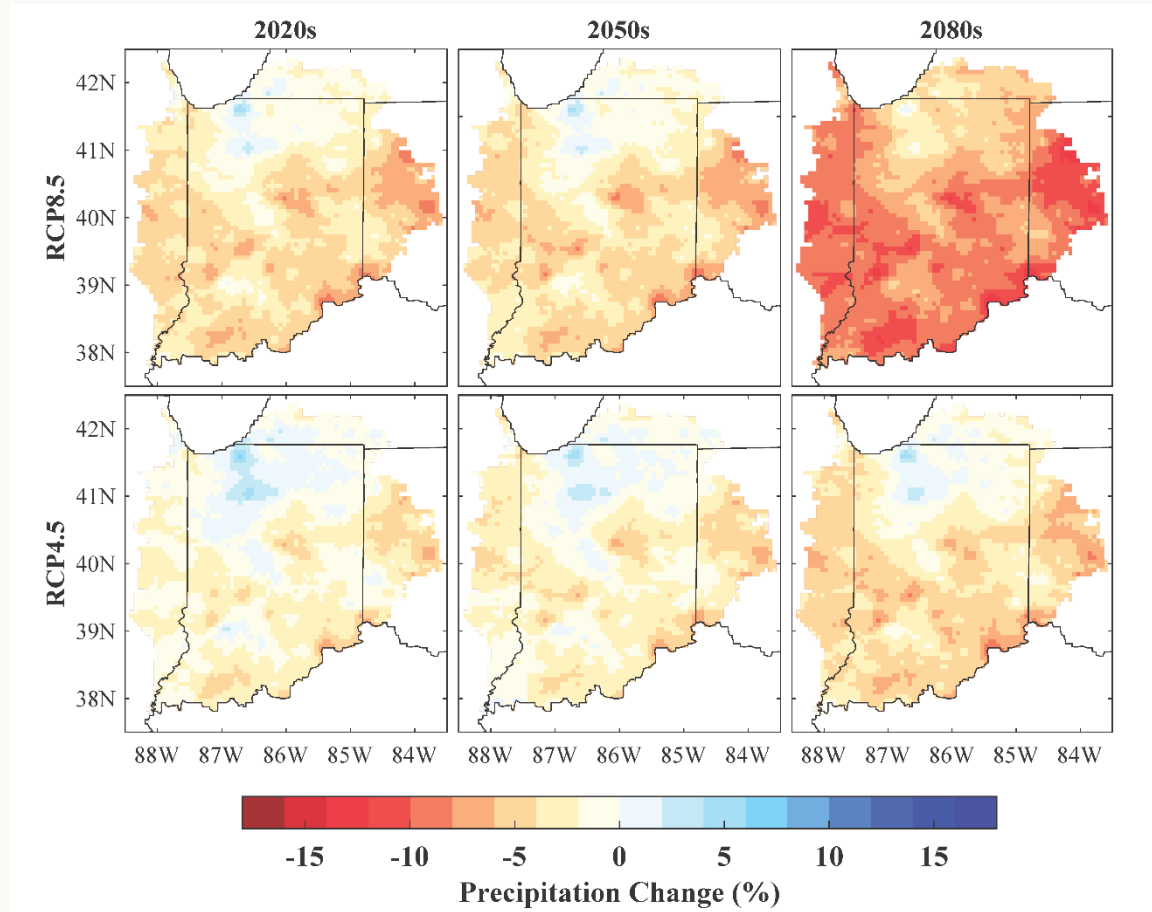 2020s 2050s 2080s
42N
41N
40N
39N
38N
RCP8.5
42N
41N
40N
39N
38N
RCP4.5
88W 87W 86W 85W 84W 88W 87W 86W 85W 84W 88W 87W 86W 85W 84W
-15 -10 -5 0 5 10 15
Precipitation Change (%)